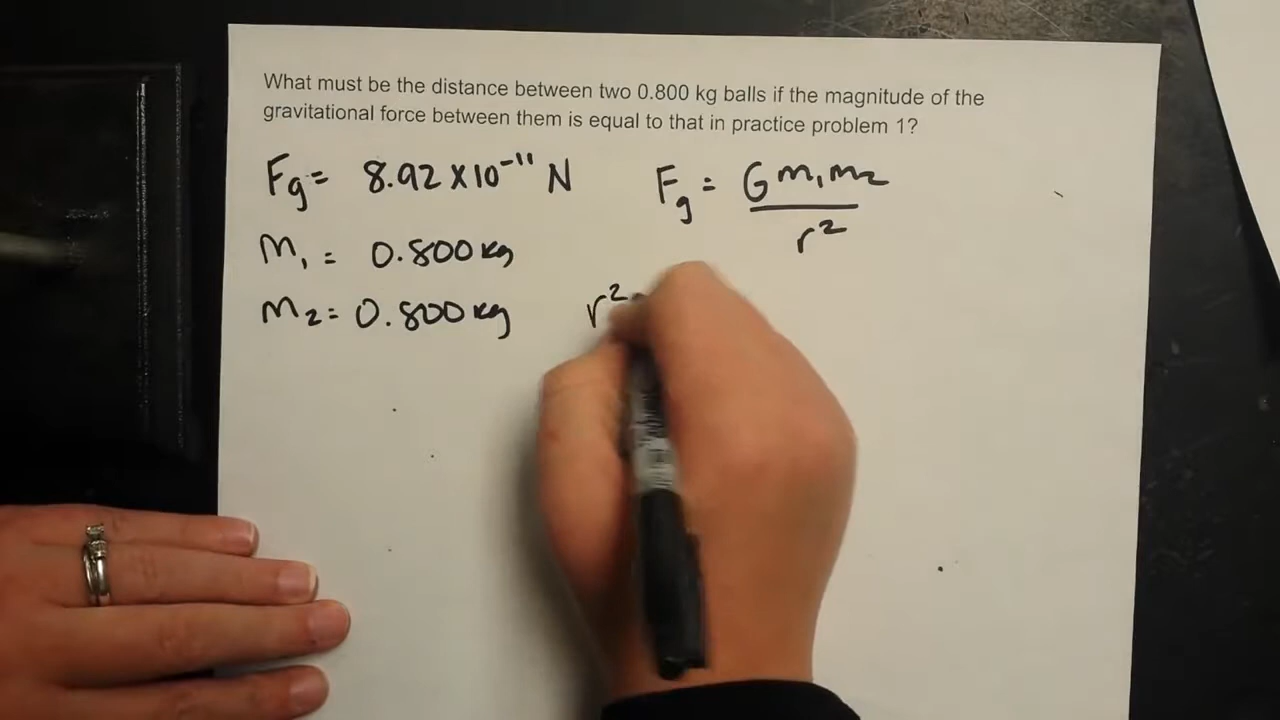 What must be the distance between two 0.800 kg balls if the magnitude of the
gravitational force between them is equal to that in practice problem 1?
Fg = 8.92 x 10⁻¹¹ N
Fg = G m₁m₂ / r²
m₁ = 0.800 kg
m₂ = 0.800 kg
r²